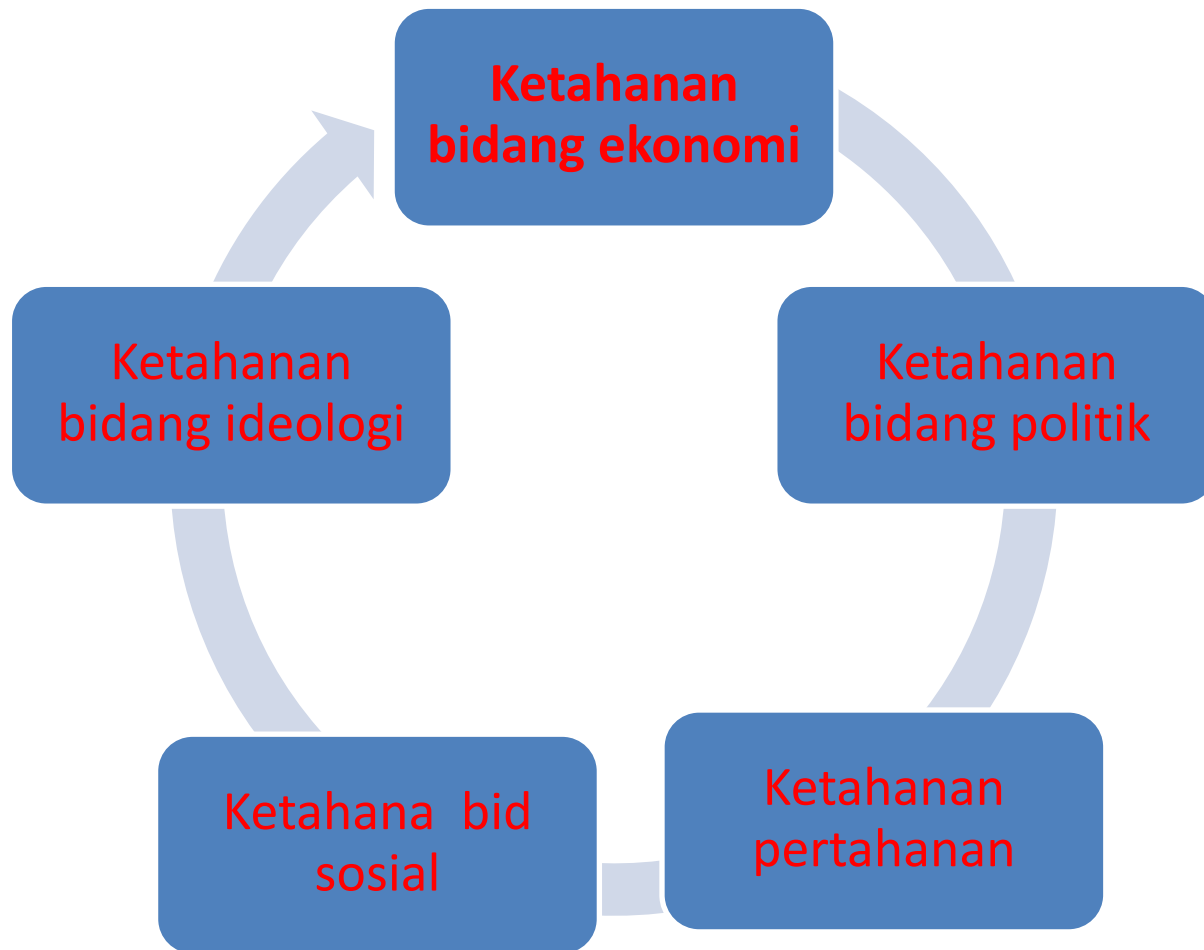 Ketahanan
bidang ekonomi
Ketahanan
bidang politik
Ketahanan
pertahanan
Ketahana  bid
sosial
Ketahanan
bidang ideologi